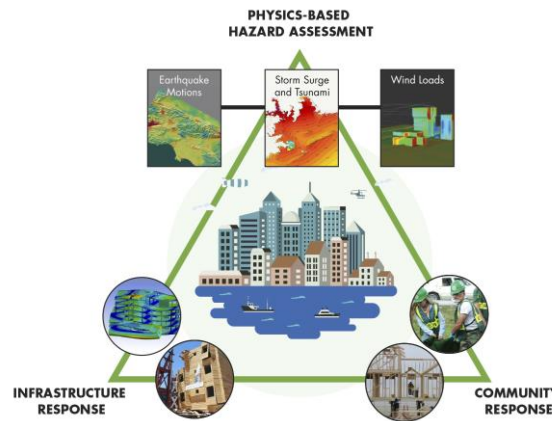 PHYSICS-BASED
HAZARD ASSESSMENT
Earthquake
Motions
Storm Surge
and Tsunami
Wind Loads
INFRASTRUCTURE
RESPONSE
COMMUNITY
RESPONSE